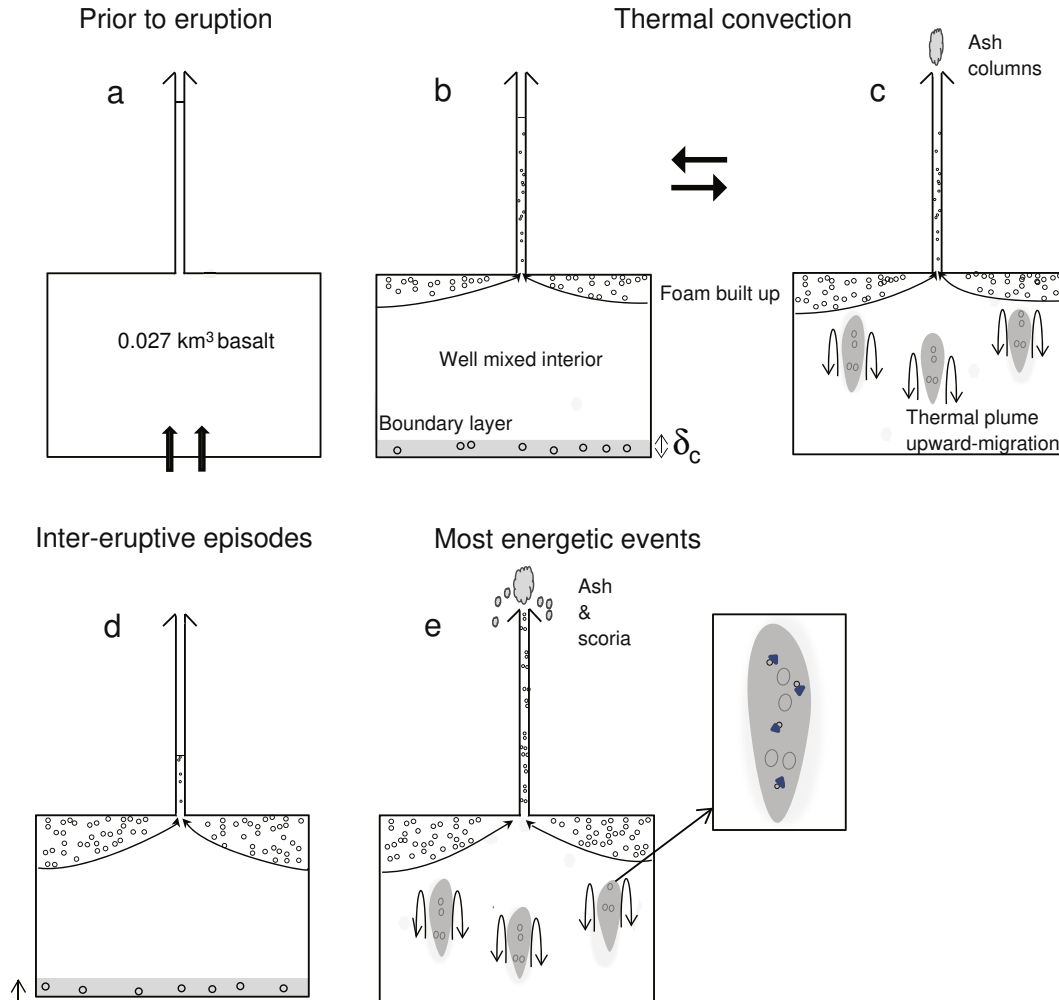 Prior to eruption
Thermal convection
a
b
c
Ash
columns
0.027 km³ basalt
Foam built up
Well mixed interior
Boundary layer
δc
Thermal plume
upward-migration
Inter-eruptive episodes
Most energetic events
d
e
Ash
&
scoria